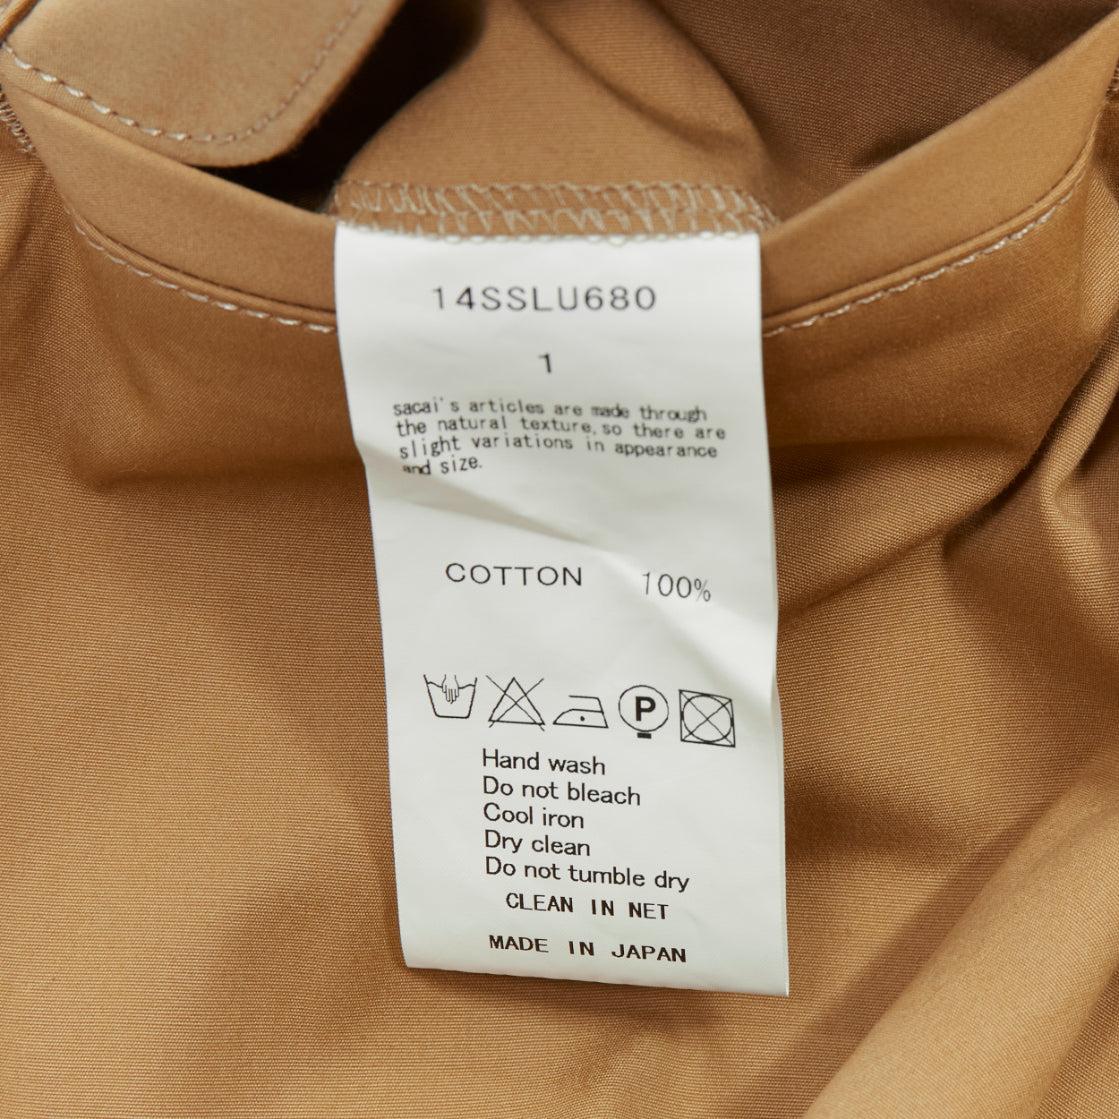 14SSLU680
1
sacai's articles are made through
the natural texture,so there are
slight variations in appearance
and size.
COTTON 100%
P
Hand wash
Do not bleach
Cool iron
Dry clean
Do not tumble dry
CLEAN IN NET
MADE IN JAPAN